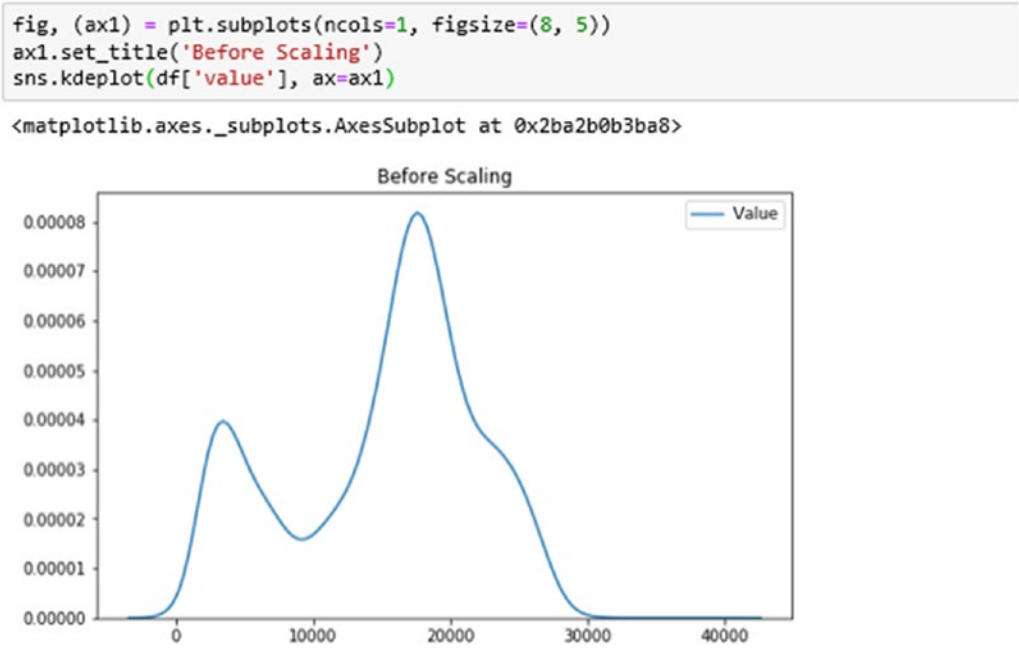 fig, (ax1) = plt.subplots(ncols=1, figsize=(8, 5))
ax1.set_title('Before Scaling')
sns.kdeplot(df['value'], ax=ax1)
<matplotlib.axes._subplots.AxesSubplot at 0x2ba2b0b3ba8>
Before Scaling
Value
0.00008
0.00007
0.00006
0.00005
0.00004
0.00003
0.00002
0.00001
0.00000
0 10000 20000 30000 40000